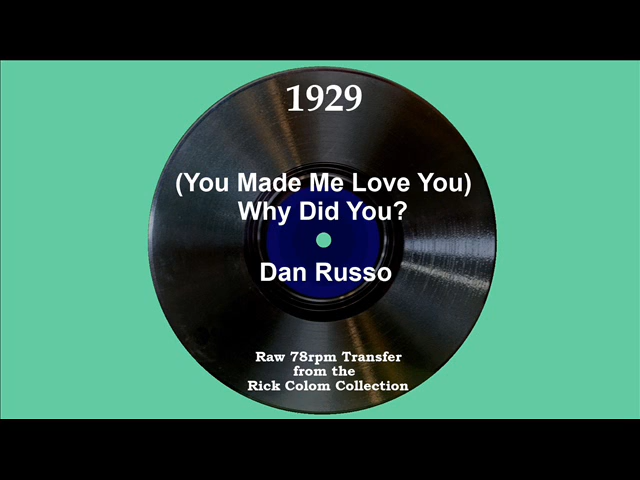 1929
(You Made Me Love You)
Why Did You?
Dan Russo
Raw 78rpm Transfer
from the
Rick Colom Collection